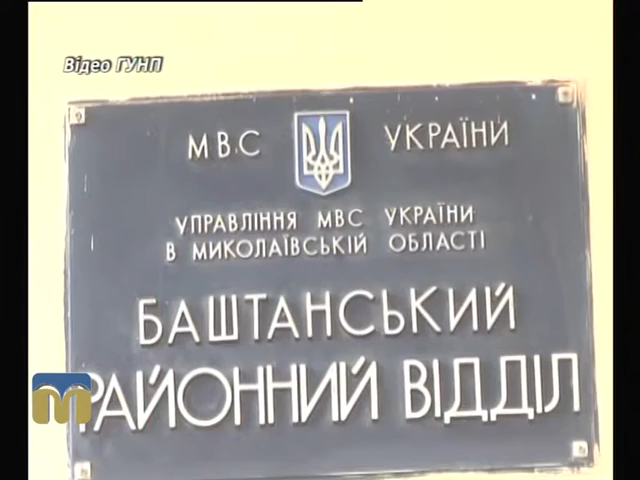 Відео ГУНП
МВС УКРАЇНИ
УПРАВЛІННЯ МВС УКРАЇНИ
В МИКОЛАЇВСЬКІЙ ОБЛАСТІ
БАШТАНСЬКИЙ
РАЙОННИЙ ВІДДІЛ